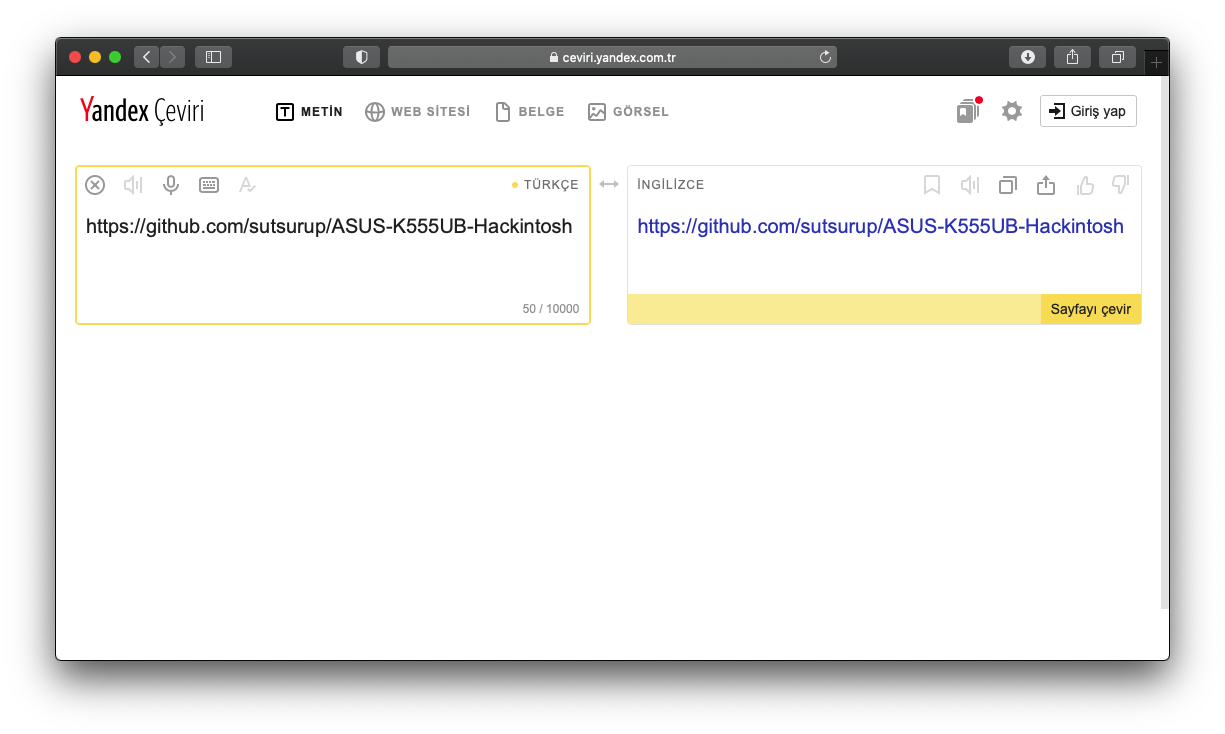 ceviri.yandex.com.tr
Yandex Çeviri
METİN
WEB SİTESİ
BELGE
GÖRSEL
Giriş yap
TÜRKÇE
İNGİLİZCE
https://github.com/sutsurup/ASUS-K555UB-Hackintosh
https://github.com/sutsurup/ASUS-K555UB-Hackintosh
50 / 10000
Sayfayı çevir